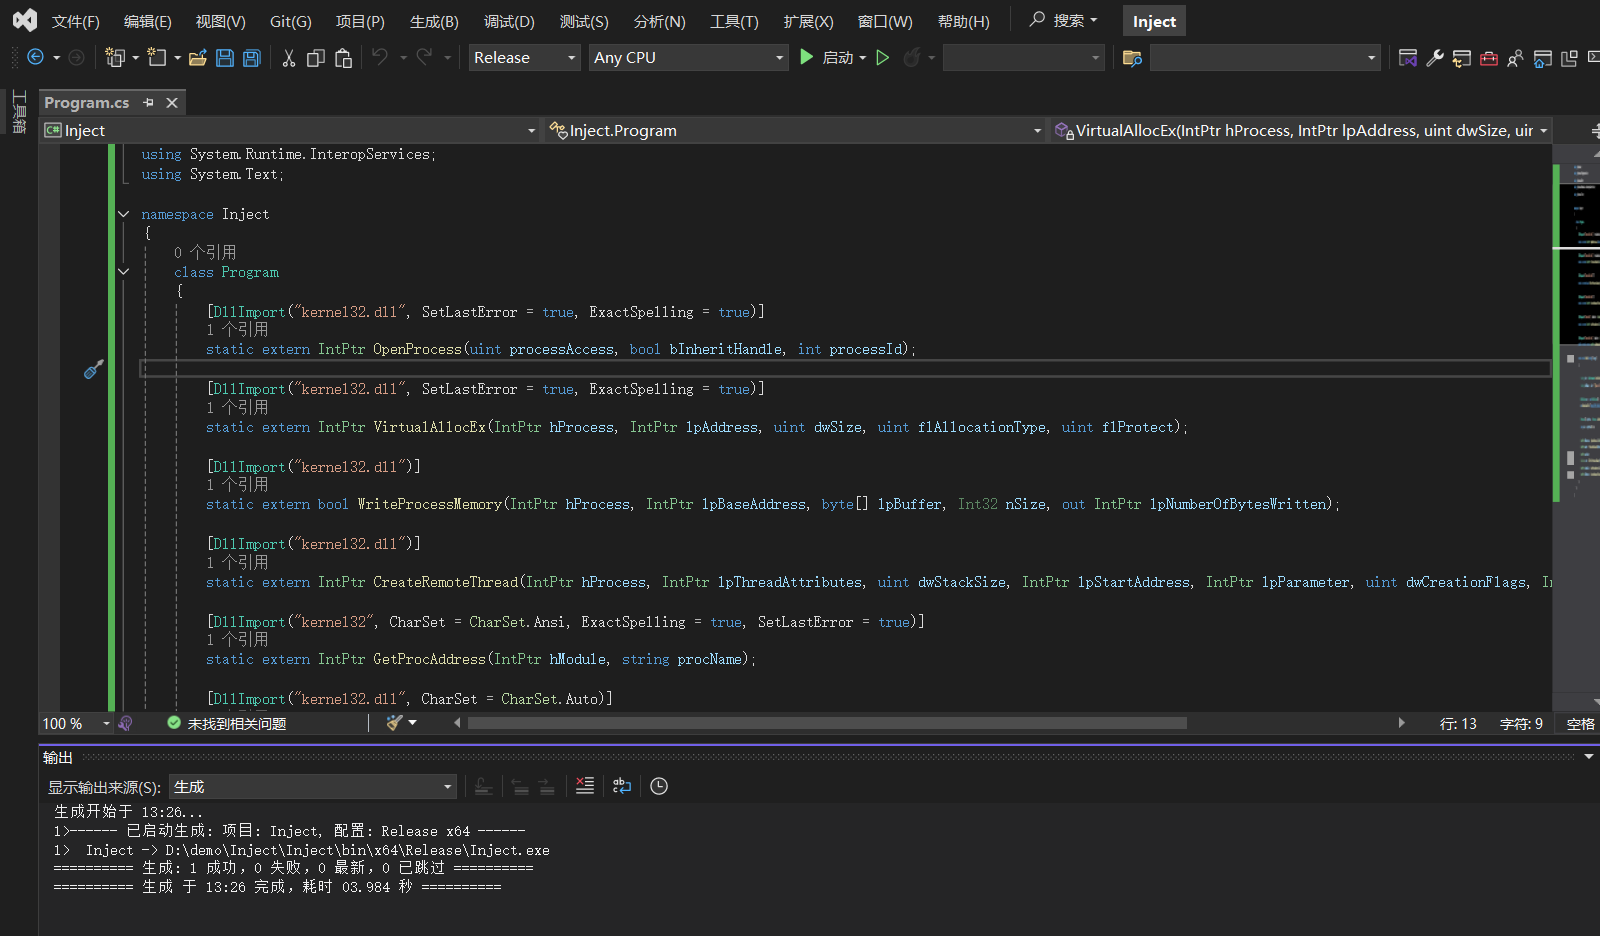 文件(F) 编辑(E) 视图(V) Git(G) 项目(P) 生成(B) 调试(D) 测试(S) 分析(N) 工具(T) 扩展(X) 窗口(W) 帮助(H) 搜索 Inject
Release Any CPU 启动
工具箱
Program.cs
C# Inject Inject.Program VirtualAllocEx(IntPtr hProcess, IntPtr lpAddress, uint dwSize, uir
using System.Runtime.InteropServices;
using System.Text;
namespace Inject
{
0 个引用
class Program
{
[DllImport("kernel32.dll", SetLastError = true, ExactSpelling = true)]
1 个引用
static extern IntPtr OpenProcess(uint processAccess, bool bInheritHandle, int processId);
[DllImport("kernel32.dll", SetLastError = true, ExactSpelling = true)]
1 个引用
static extern IntPtr VirtualAllocEx(IntPtr hProcess, IntPtr lpAddress, uint dwSize, uint flAllocationType, uint flProtect);
[DllImport("kernel32.dll")]
1 个引用
static extern bool WriteProcessMemory(IntPtr hProcess, IntPtr lpBaseAddress, byte[] lpBuffer, Int32 nSize, out IntPtr lpNumberOfBytesWritten);
[DllImport("kernel32.dll")]
1 个引用
static extern IntPtr CreateRemoteThread(IntPtr hProcess, IntPtr lpThreadAttributes, uint dwStackSize, IntPtr lpStartAddress, IntPtr lpParameter, uint dwCreationFlags, In
[DllImport("kernel32", CharSet = CharSet.Ansi, ExactSpelling = true, SetLastError = true)]
1 个引用
static extern IntPtr GetProcAddress(IntPtr hModule, string procName);
[DllImport("kernel32.dll", CharSet = CharSet.Auto)]
100 % 未找到相关问题 行: 13 字符: 9 空格
输出
显示输出来源(S): 生成
生成开始于 13:26...
1>------ 已启动生成: 项目: Inject, 配置: Release x64 ------
1>  Inject -> D:\demo\Inject\Inject\bin\x64\Release\Inject.exe
========== 生成: 1 成功，0 失败，0 最新，0 已跳过 ==========
========== 生成 于 13:26 完成，耗时 03.984 秒 ==========